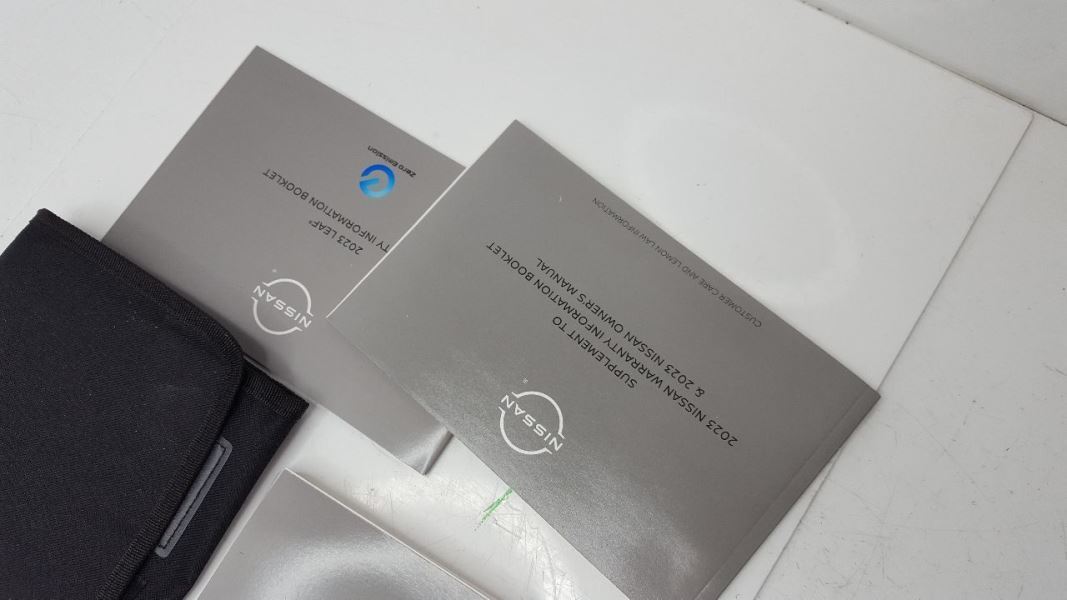 NISSAN
2023 LEAF®
TY INFORMATION BOOKLET
Zero Emission
NISSAN
SUPPLEMENT TO
2023 NISSAN WARRANTY INFORMATION BOOKLET
& 2023 NISSAN OWNER'S MANUAL
CUSTOMER CARE AND LEMON LAW INFORMATION